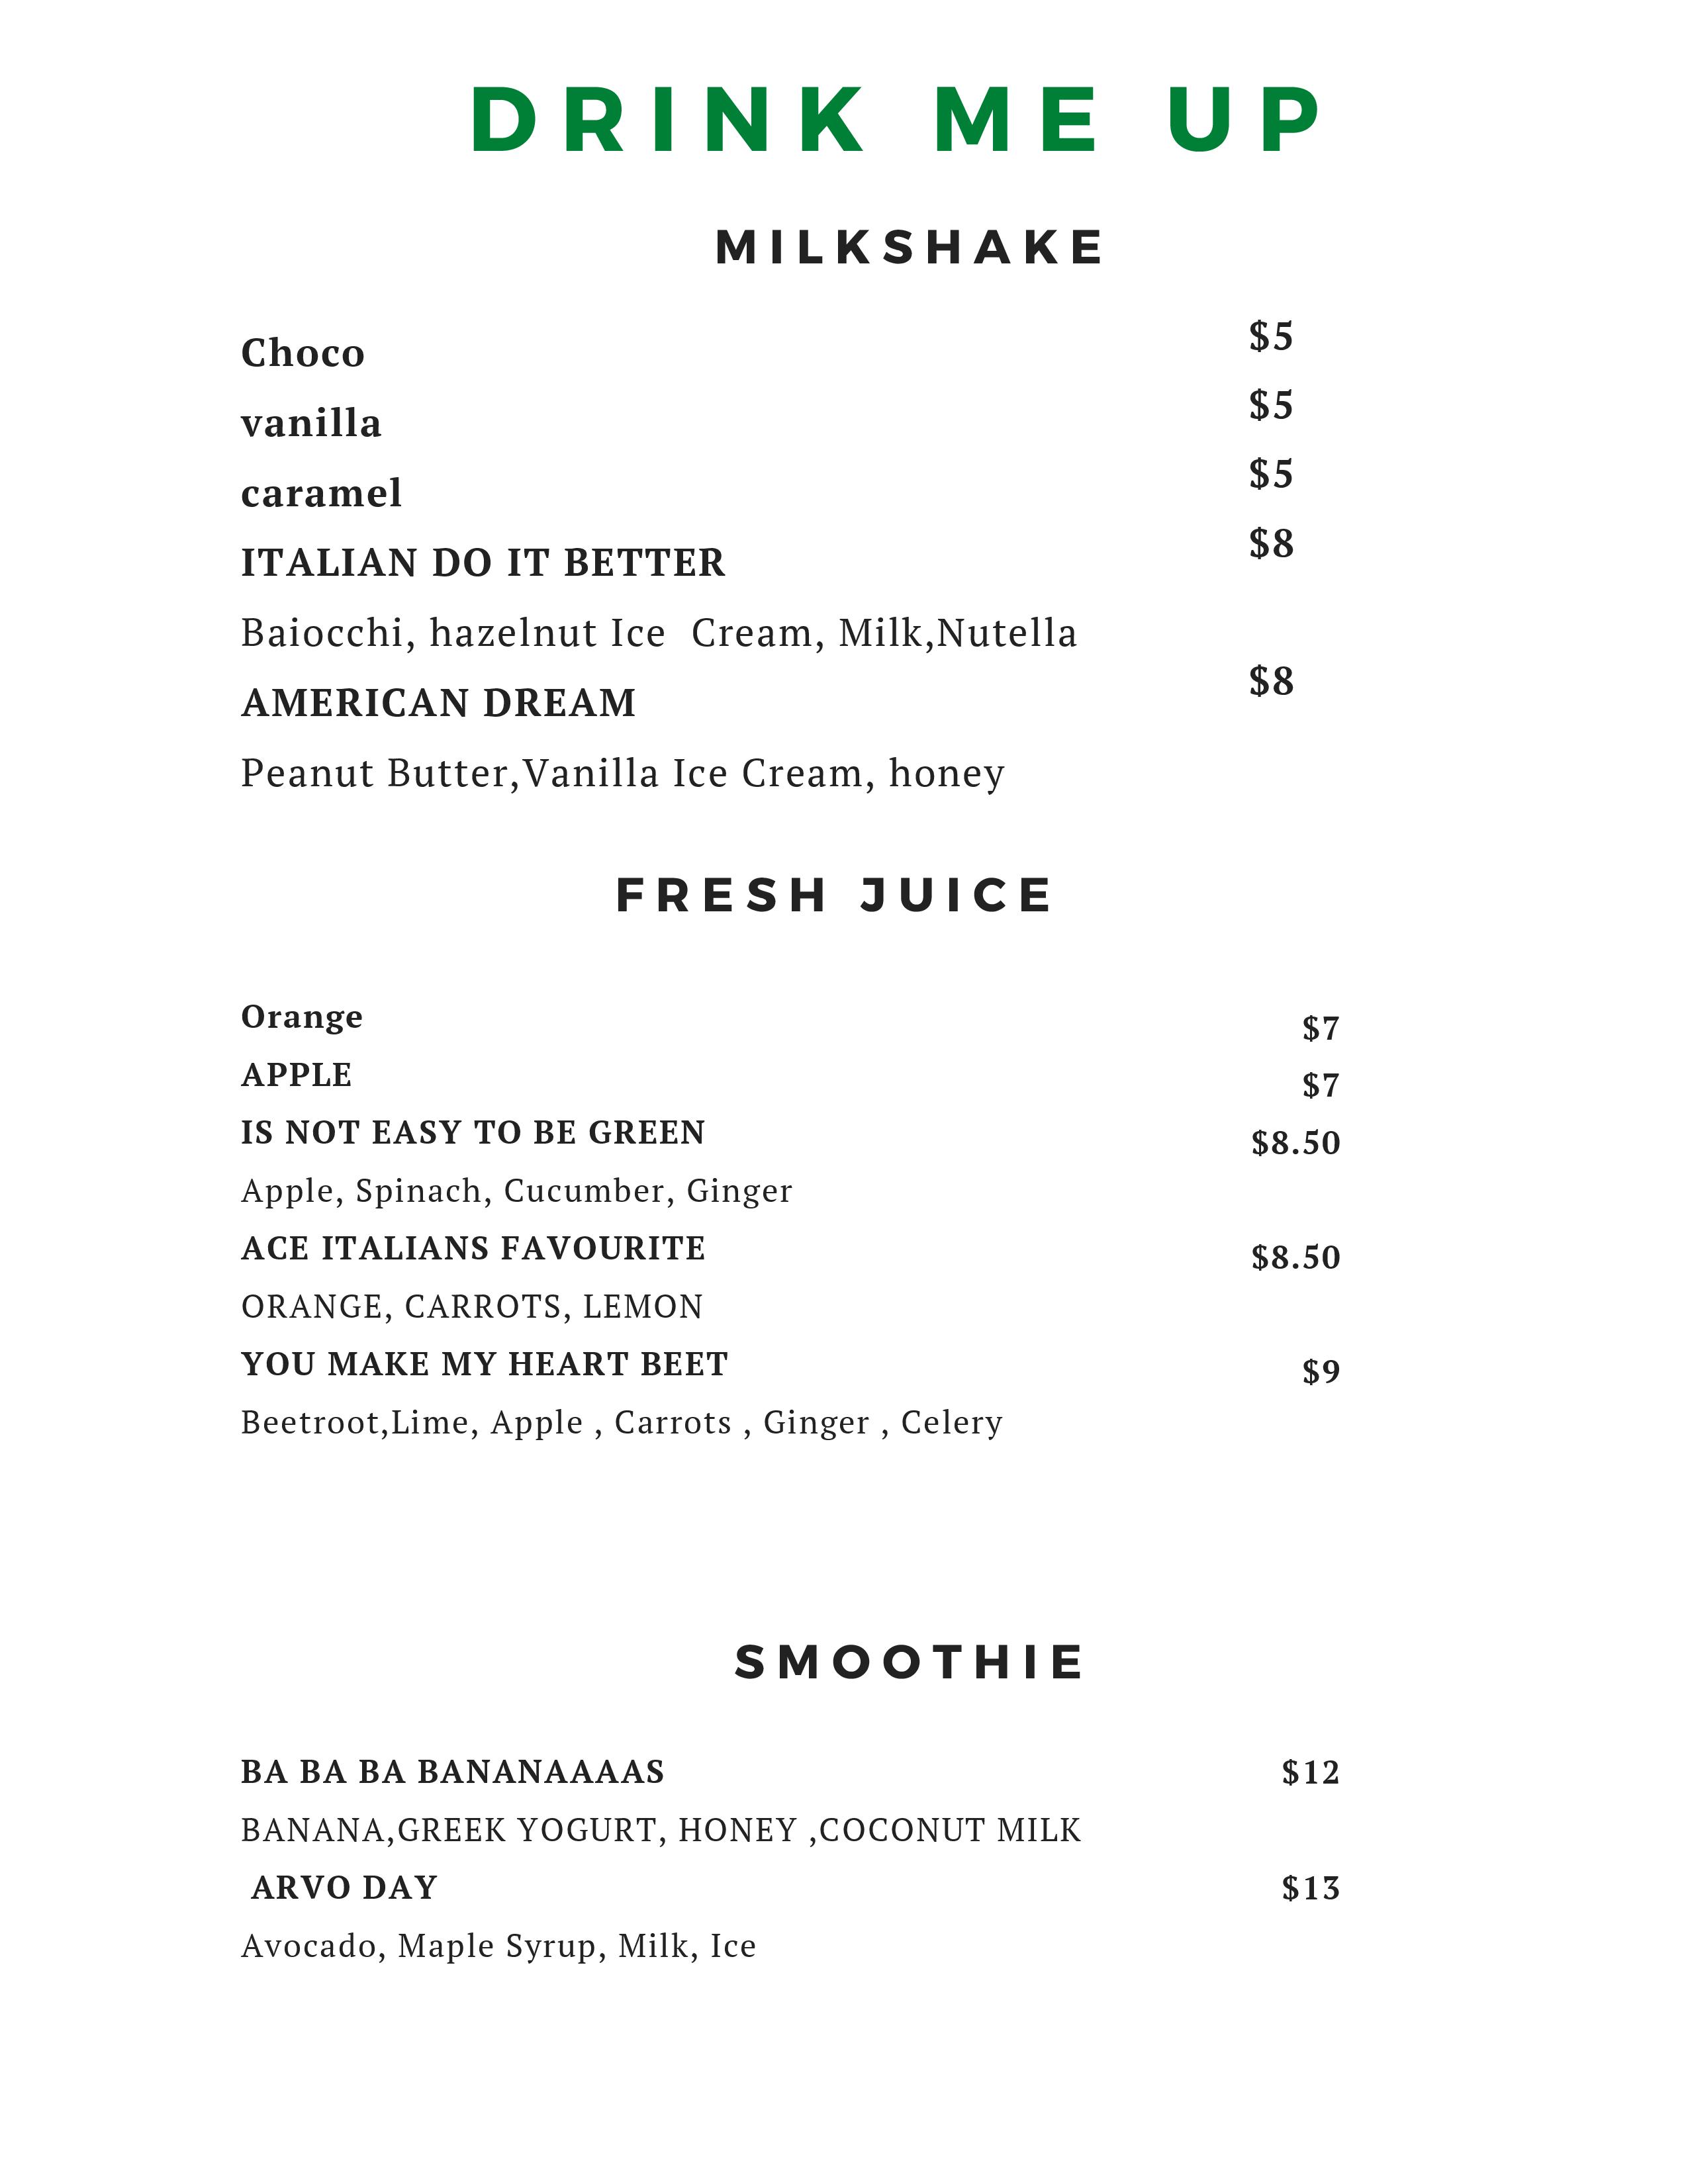 DRINK ME UP
MILKSHAKE
Choco $5
vanilla $5
caramel $5
ITALIAN DO IT BETTER $8
Baiocchi, hazelnut Ice  Cream, Milk,Nutella
AMERICAN DREAM $8
Peanut Butter,Vanilla Ice Cream, honey
FRESH JUICE
Orange $7
APPLE $7
IS NOT EASY TO BE GREEN $8.50
Apple, Spinach, Cucumber, Ginger
ACE ITALIANS FAVOURITE $8.50
ORANGE, CARROTS, LEMON
YOU MAKE MY HEART BEET $9
Beetroot,Lime, Apple , Carrots , Ginger , Celery
SMOOTHIE
BA BA BA BANANAAAAS $12
BANANA,GREEK YOGURT, HONEY ,COCONUT MILK
ARVO DAY $13
Avocado, Maple Syrup, Milk, Ice